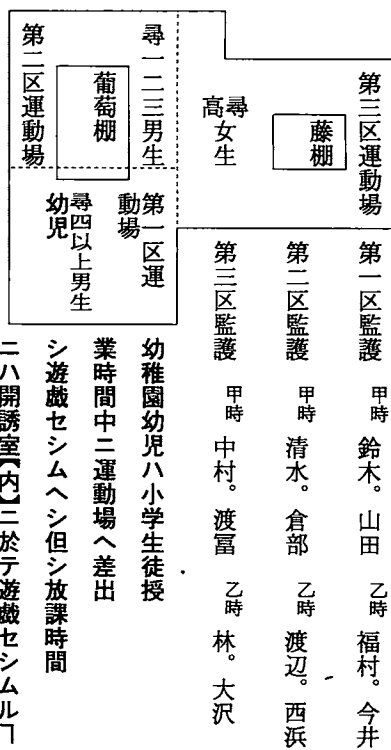 第三区運動場
藤棚
尋高女生
尋一二三男生
葡萄棚
第二区運動場
第一区運動場
尋四以上男生
幼児
第一区監護　甲時　鈴木。山田　乙時　福村。今井
第二区監護　甲時　清水。倉部　乙時　渡辺。西浜
第三区監護　甲時　中村。渡冨　乙時　林。大沢
幼稚園幼児ハ小学生徒授
業時間中ニ運動場へ差出
シ遊戯セシムヘシ但シ放課時間
ニハ開誘室【内】ニ於テ遊戯セシムルヿ